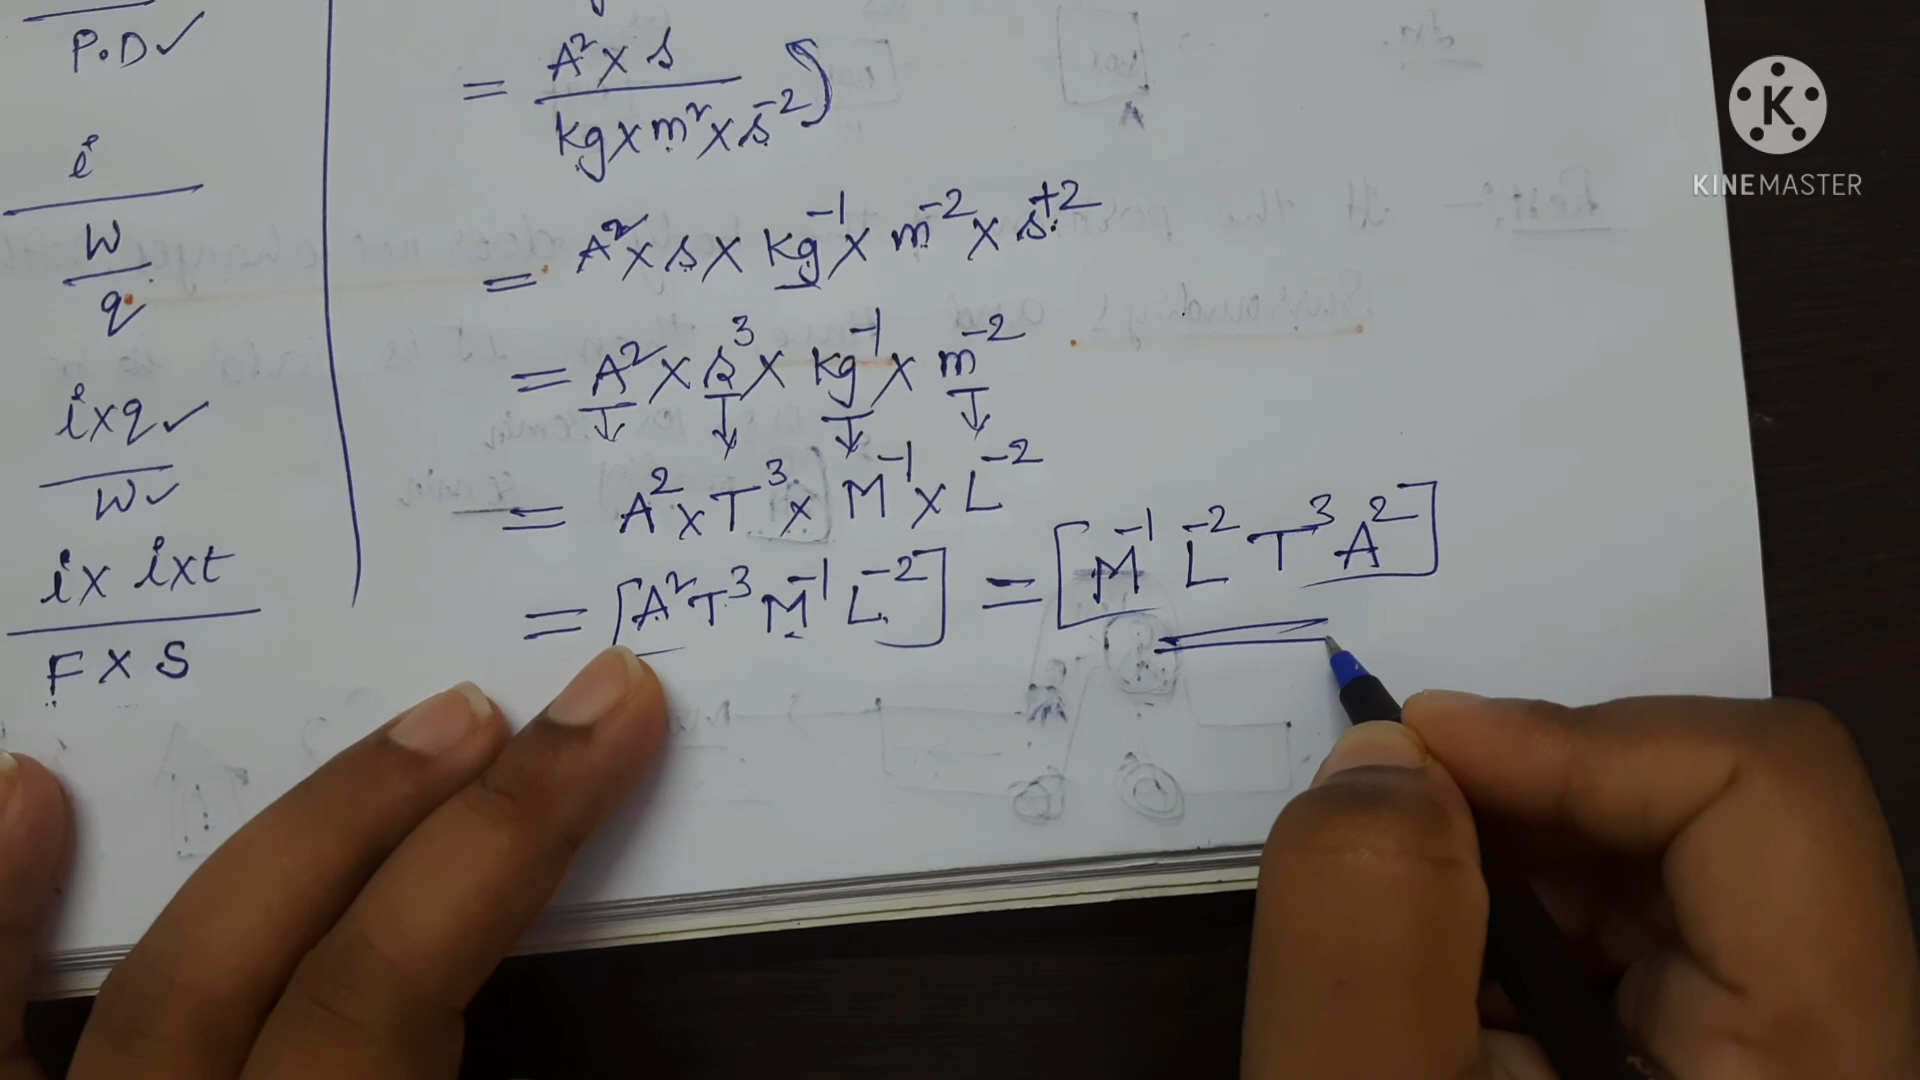 P.D✓
i
W
q
i×q✓
W✓
i× i×t
F × S
= A² × s
kg × m² × s⁻²
= A² × s × kg⁻¹ × m⁻² × s⁺²
= A² × s³ × kg⁻¹ × m⁻²
= A² × T³ × M⁻¹ × L⁻²
= [A² T³ M⁻¹ L⁻²] = [M⁻¹ L⁻² T³ A²]
K
KINEMASTER